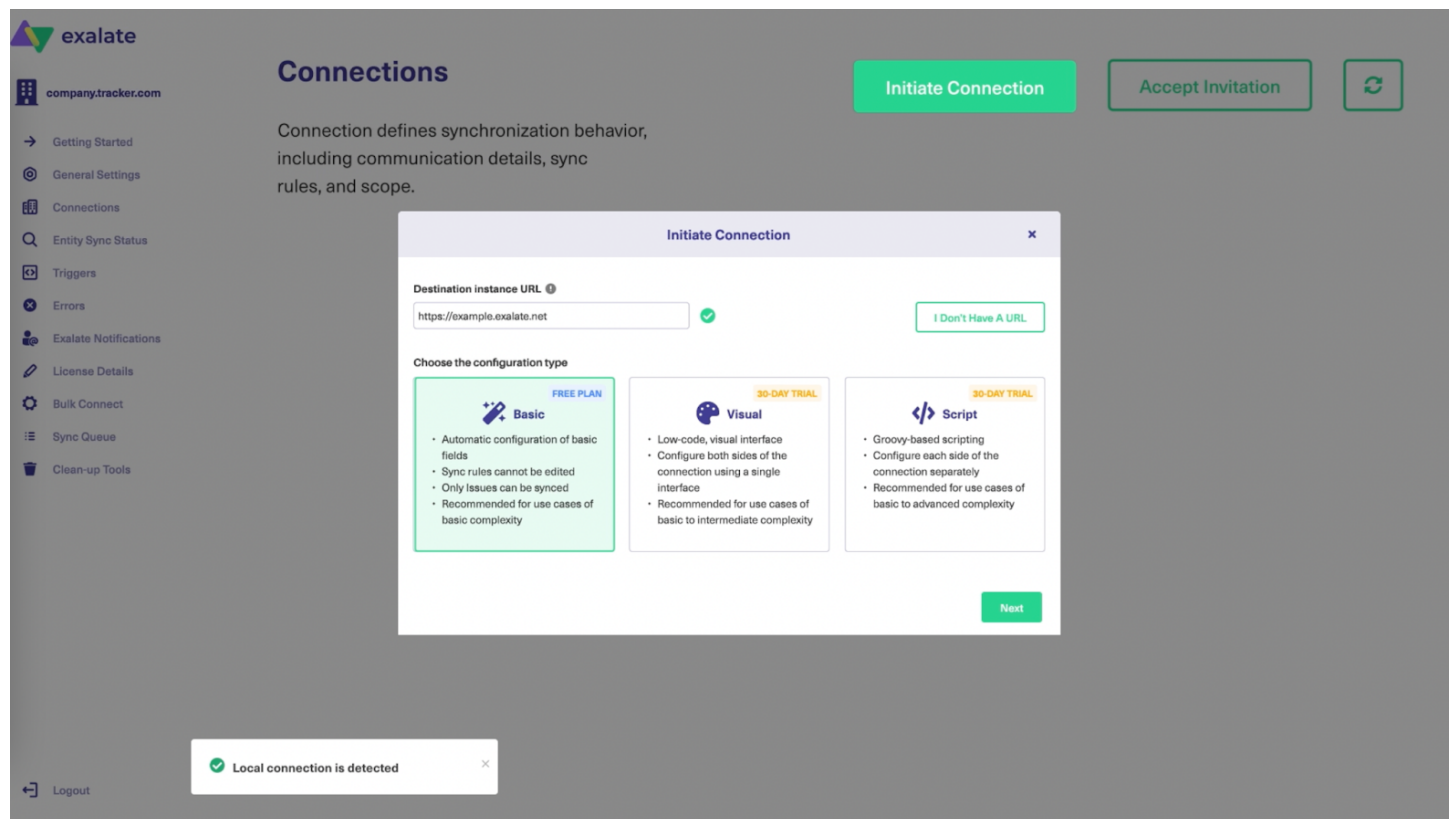 exalate
company.tracker.com
Getting Started
General Settings
Connections
Entity Sync Status
Triggers
Errors
Exalate Notifications
License Details
Bulk Connect
Sync Queue
Clean-up Tools
Logout
Connections
Initiate Connection
Accept Invitation
Connection defines synchronization behavior,
including communication details, sync
rules, and scope.
Initiate Connection
Destination instance URL
https://example.exalate.net
I Don't Have A URL
Choose the configuration type
FREE PLAN
Basic
• Automatic configuration of basic
fields
• Sync rules cannot be edited
• Only Issues can be synced
• Recommended for use cases of
basic complexity
30-DAY TRIAL
Visual
• Low-code, visual interface
• Configure both sides of the
connection using a single
interface
• Recommended for use cases of
basic to intermediate complexity
30-DAY TRIAL
Script
• Groovy-based scripting
• Configure each side of the
connection separately
• Recommended for use cases of
basic to advanced complexity
Next
Local connection is detected